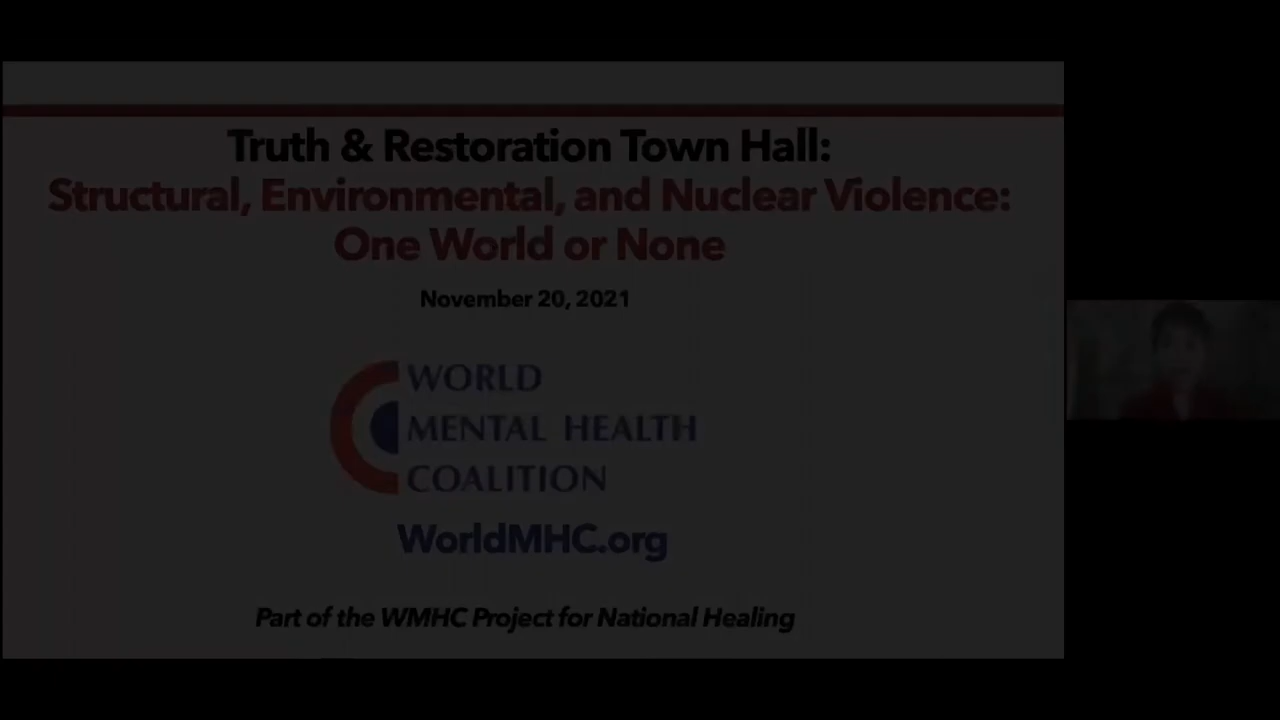 Truth & Restoration Town Hall:
Structural, Environmental, and Nuclear Violence:
One World or None
November 20, 2021
WORLD
MENTAL HEALTH
COALITION
WorldMHC.org
Part of the WMHC Project for National Healing